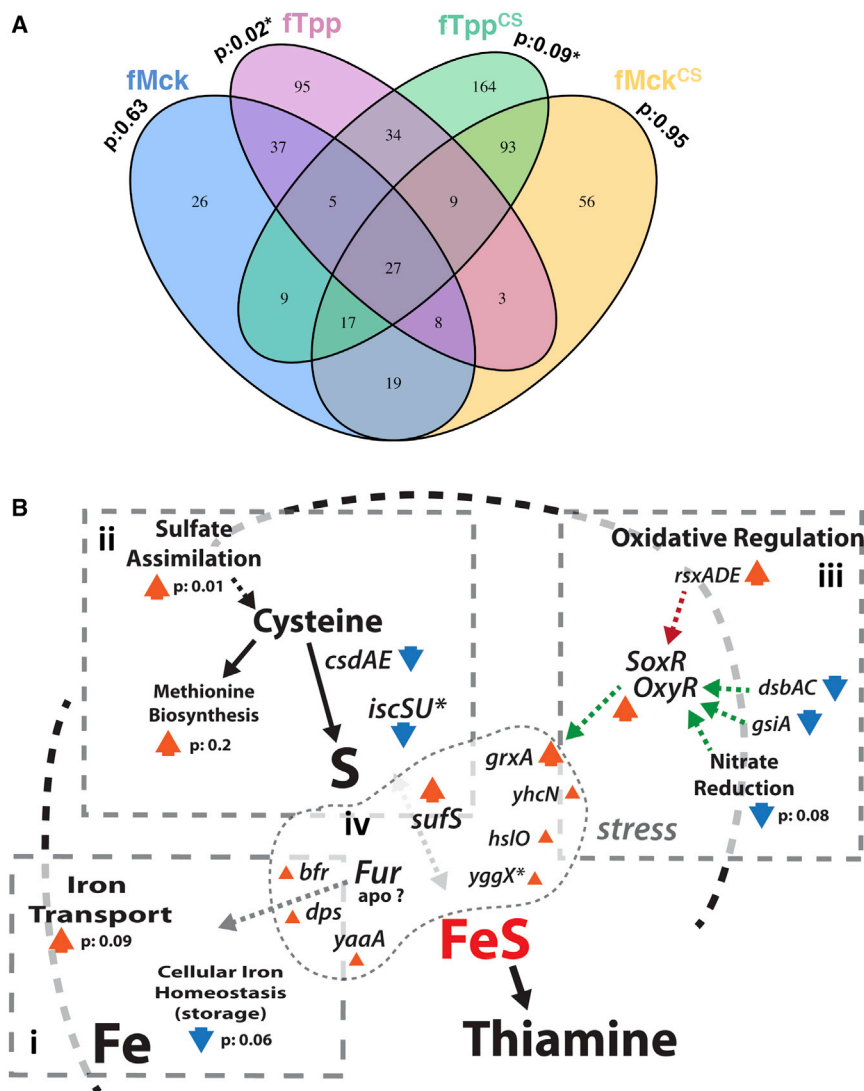 A
fMck
p:0.63
fTpp
p:0.02*
fTpp^CS
p:0.09*
fMck^CS
p:0.95
95
164
37
34
93
26
5
9
56
27
9
17
8
3
19
B
ii
Sulfate
Assimilation
p: 0.01
Cysteine
csdAE
Methionine
Biosynthesis
p: 0.2
iscSU*
S
Oxidative Regulation
iii
rsxADE
SoxR
OxyR
dsbAC
gsiA
Nitrate
Reduction
p: 0.08
stress
grxA
yhcN
hslO
yggX*
sufS
iv
bfr
Fur
apo ?
dps
yaaA
Iron
Transport
p: 0.09
Cellular Iron
Homeostasis
(storage)
p: 0.06
i
Fe
FeS
Thiamine